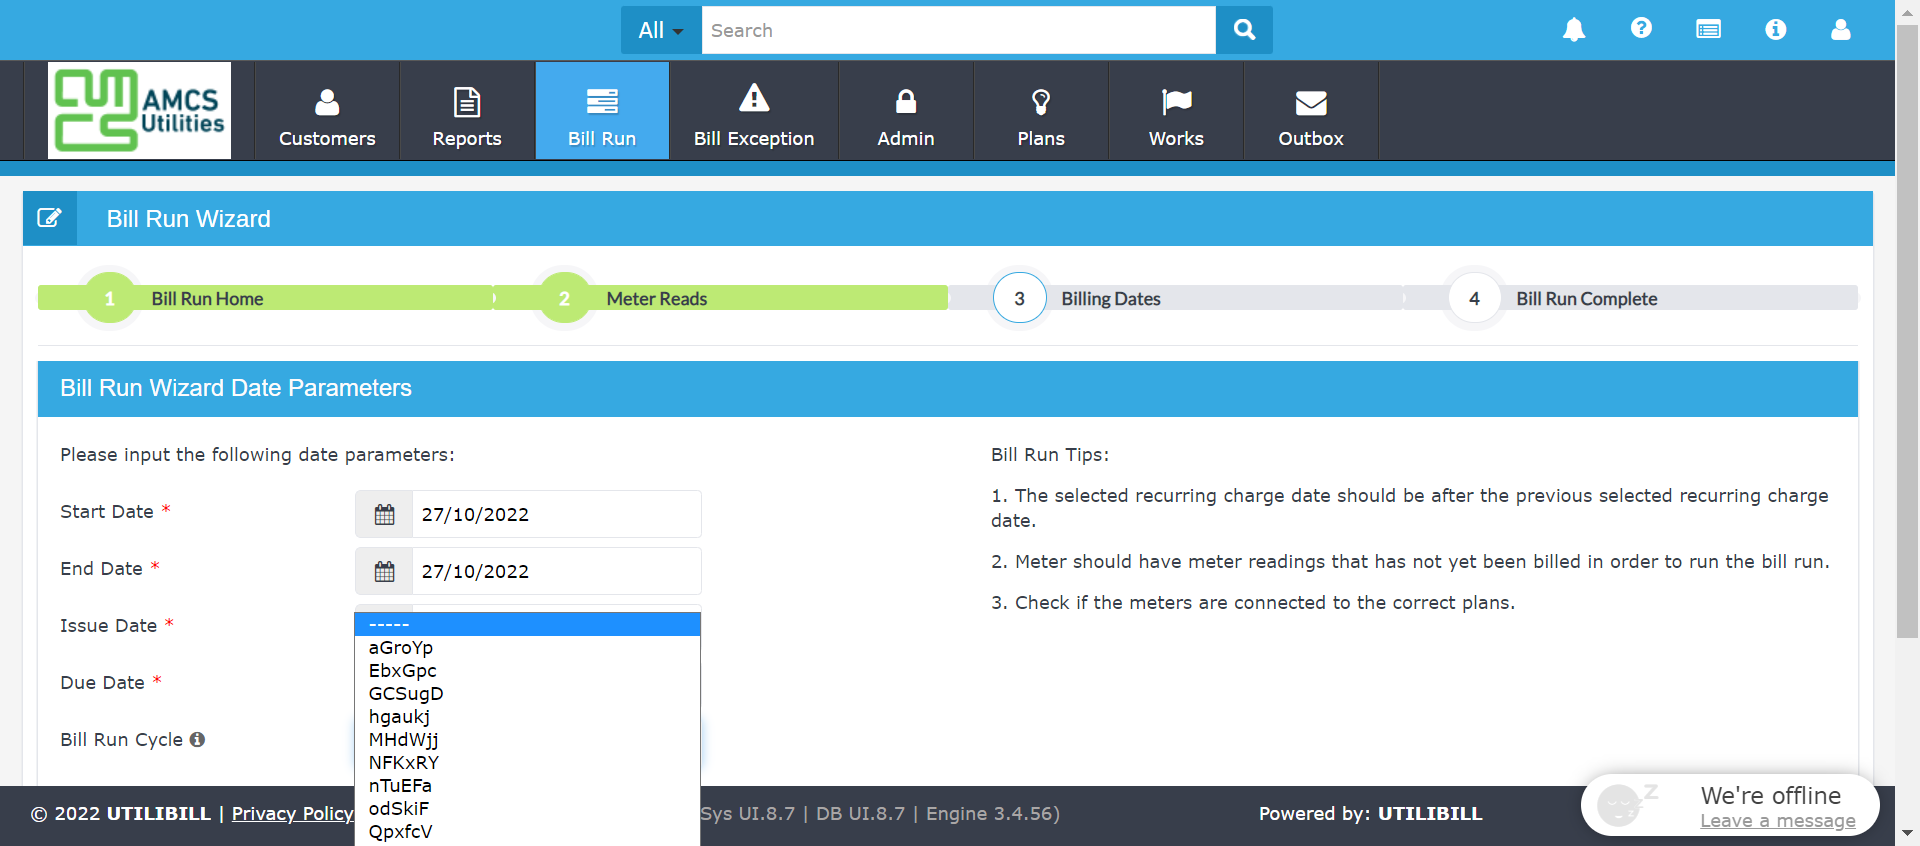 All
Search
AMCS
Utilities
Customers
Reports
Bill Run
Bill Exception
Admin
Plans
Works
Outbox
Bill Run Wizard
1 Bill Run Home
2 Meter Reads
3 Billing Dates
4 Bill Run Complete
Bill Run Wizard Date Parameters
Please input the following date parameters:
Start Date *
27/10/2022
End Date *
27/10/2022
Issue Date *
Due Date *
Bill Run Cycle
-----
aGroYp
EbxGpc
GCSugD
hgaukj
MHdWjj
NFKxRY
nTuEFa
odSkiF
QpxfcV
Bill Run Tips:
1. The selected recurring charge date should be after the previous selected recurring charge
date.
2. Meter should have meter readings that has not yet been billed in order to run the bill run.
3. Check if the meters are connected to the correct plans.
© 2022 UTILIBILL | Privacy Policy
Sys UI.8.7 | DB UI.8.7 | Engine 3.4.56)
Powered by: UTILIBILL
We're offline
Leave a message